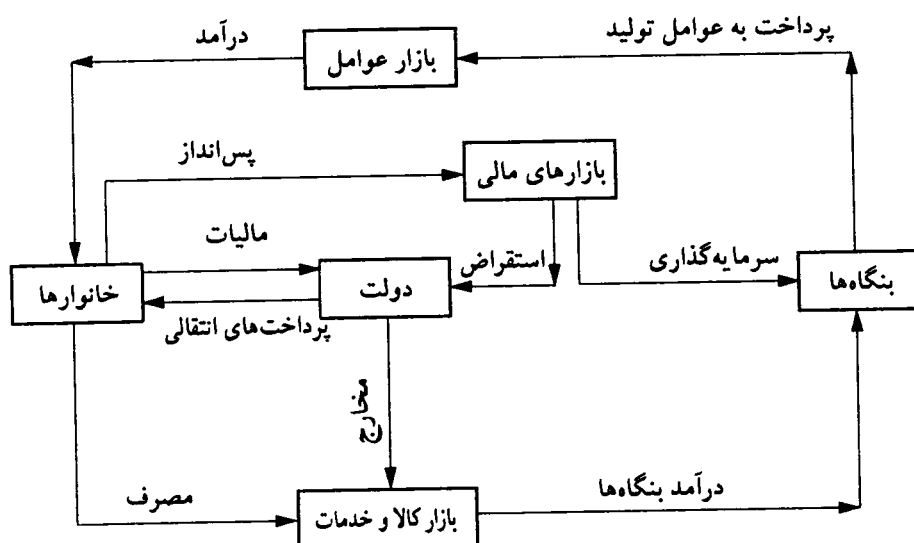 پرداخت به عوامل تولید
درآمد
بازار عوامل
پس‌انداز
بازارهای مالی
مالیات
استقراض
سرمایه‌گذاری
بنگاه‌ها
دولت
خانوارها
پرداخت‌های انتقالی
مخارج
مصرف
درآمد بنگاه‌ها
بازار کالا و خدمات